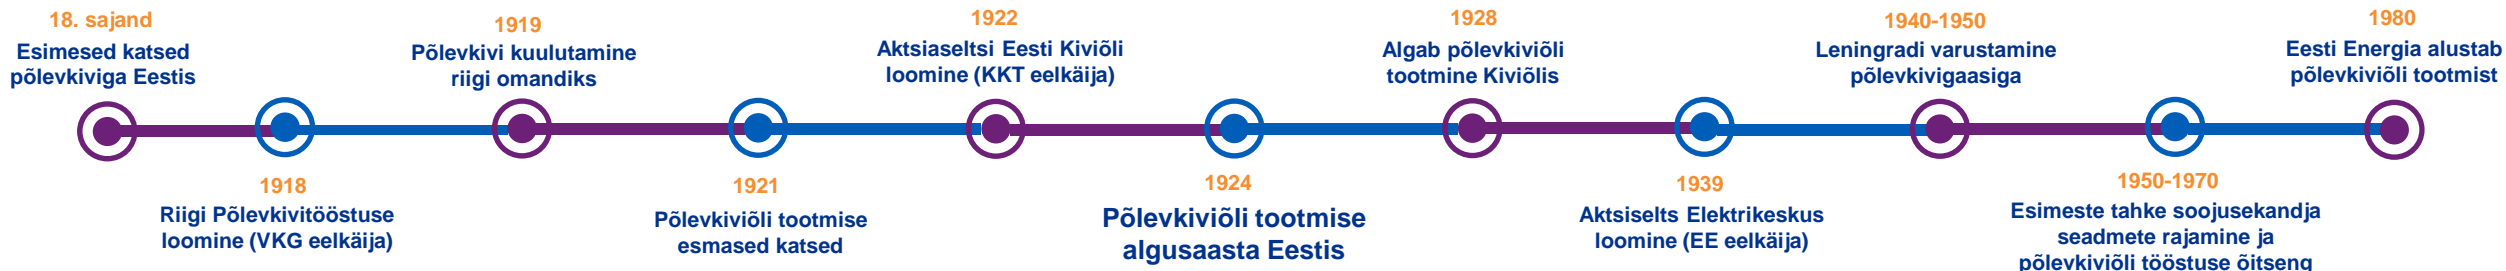 18. sajand
Esimesed katsed
põlevkiviga Eestis
1918
Riigi Põlevkivitööstuse
loomine (VKG eelkäija)
1919
Põlevkivi kuulutamine
riigi omandiks
1921
Põlevkiviõli tootmise
esmased katsed
1922
Aktsiaseltsi Eesti Kiviõli
loomine (KKT eelkäija)
1924
Põlevkiviõli tootmise
algusaasta Eestis
1928
Algab põlevkiviõli
tootmine Kiviõlis
1939
Aktsiselts Elektrikeskus
loomine (EE eelkäija)
1940-1950
Leningradi varustamine
põlevkivigaasiga
1950-1970
Esimeste tahke soojusekandja
seadmete rajamine ja
põlevkiviõli tööstuse õitseng
1980
Eesti Energia alustab
põlevkiviõli tootmist